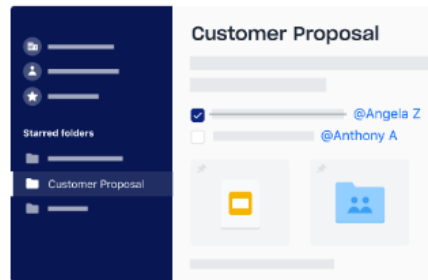 Customer Proposal
@Angela Z
@Anthony A
Starred folders
Customer Proposal